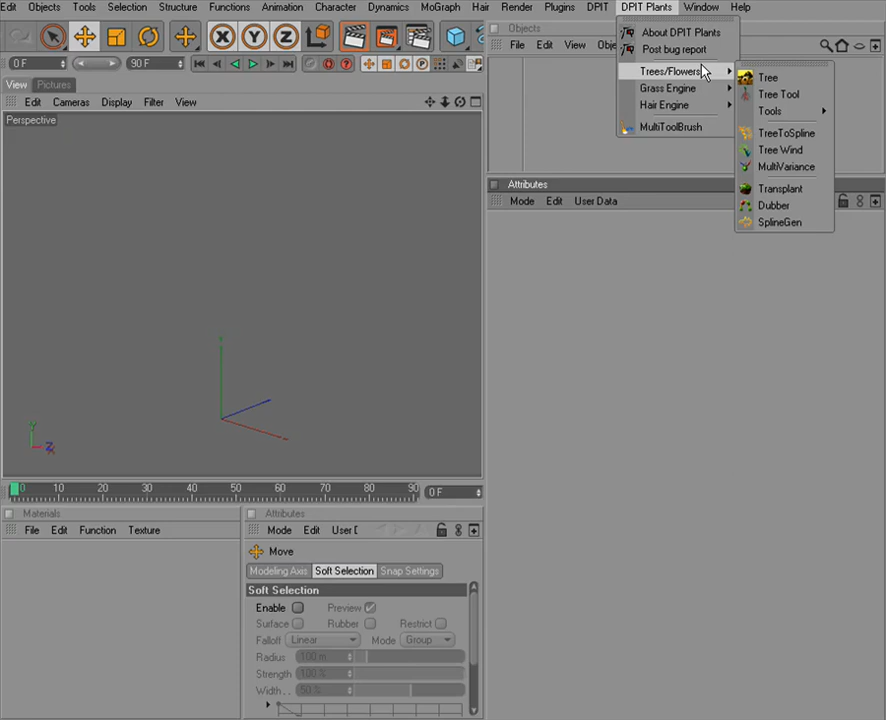 Edit Objects Tools Selection Structure Functions Animation Character Dynamics MoGraph Hair Render Plugins DPIT DPIT Plants Window Help
0 F 90 F
View Pictures
View Edit Cameras Display Filter View
Perspective
Y
Z
0 10 20 30 40 50 60 70 80 90 0 F
Materials
File Edit Function Texture
Attributes
Mode Edit User D
Move
Modeling Axis Soft Selection Snap Settings
Soft Selection
Enable Preview
Surface Rubber Restrict
Falloff Linear Mode Group
Radius 100 m
Strength 100 %
Width . . 50 %
Objects
File Edit View Obje
About DPIT Plants
Post bug report
Trees/Flowers
Grass Engine
Hair Engine
MultiToolBrush
Tree
Tree Tool
Tools
TreeToSpline
Tree Wind
MultiVariance
Transplant
Dubber
SplineGen
Attributes
Mode Edit User Data